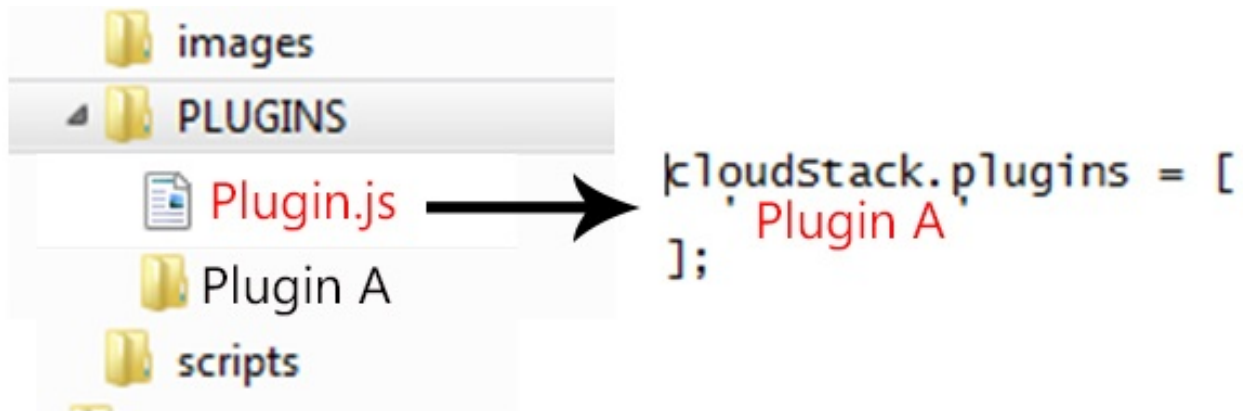 images
PLUGINS
Plugin.js
Plugin A
scripts
cloudStack.plugins = [
'Plugin A'
];